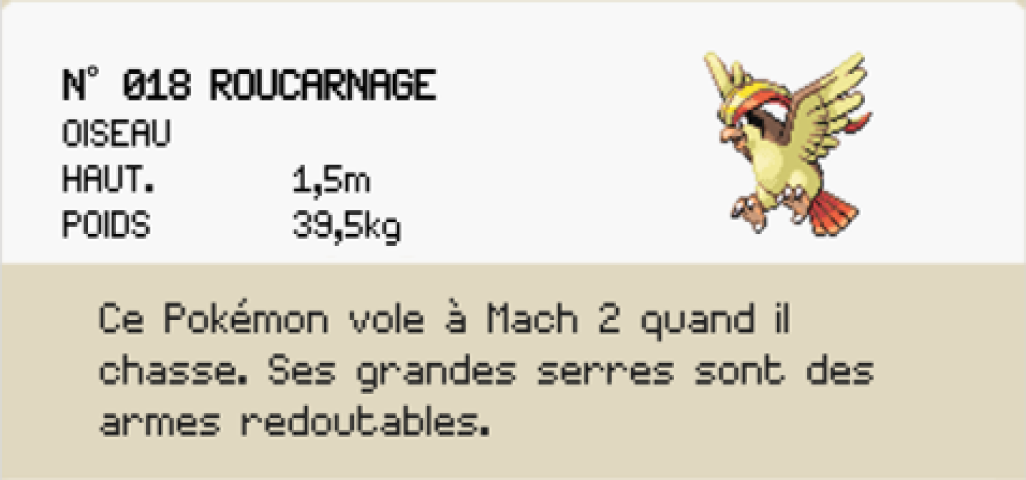 N° 018 ROUCARNAGE
OISEAU
HAUT. 1,5m
POIDS 39,5kg
Ce Pokémon vole à Mach 2 quand il
chasse. Ses grandes serres sont des
armes redoutables.